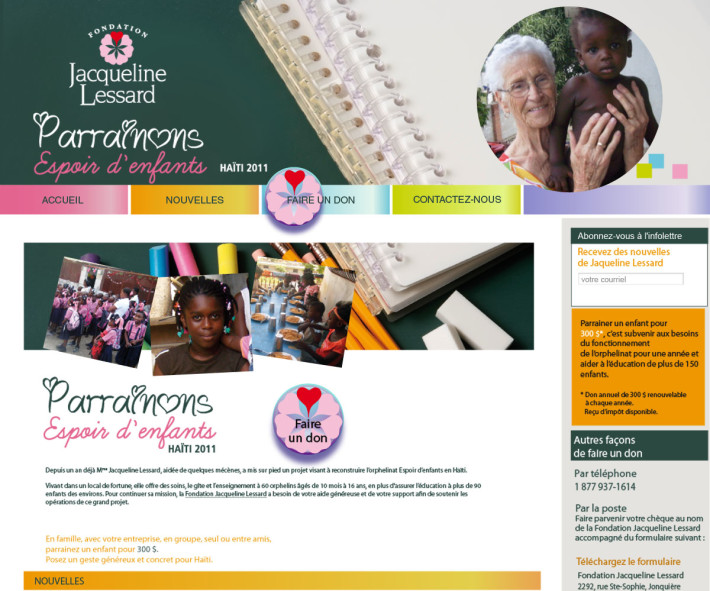 FONDATION
Jacqueline
Lessard
Parrainons
Espoir d'enfants HAÏTI 2011
ACCUEIL
NOUVELLES
FAIRE UN DON
CONTACTEZ-NOUS
Parrainons
Espoir d'enfants
HAÏTI 2011
Faire
un don
Depuis un an déjà Mme Jacqueline Lessard, aidée de quelques mécènes, a mis sur pied un projet visant à reconstruire l'orphelinat Espoir d'enfants en Haïti.
Vivant dans un local de fortune, elle offre des soins, le gîte et l'enseignement à 60 orphelins âgés de 10 mois à 16 ans, en plus d'assurer l'éducation à plus de 90
enfants des environs. Pour continuer sa mission, la Fondation Jacqueline Lessard a besoin de votre aide généreuse et de votre support afin de soutenir les
opérations de ce grand projet.
En famille, avec votre entreprise, en groupe, seul ou entre amis,
parrainez un enfant pour 300 $.
Posez un geste généreux et concret pour Haïti.
NOUVELLES
Abonnez-vous à l'infolettre
Recevez des nouvelles
de Jaqueline Lessard
votre courriel
Parrainer un enfant pour
300 $*, c'est subvenir aux besoins
du fonctionnement
de l'orphelinat pour une année et
aider à l'éducation de plus de 150
enfants.
* Don annuel de 300 $ renouvelable
à chaque année.
Reçu d'impôt disponible.
Autres façons
de faire un don
Par téléphone
1 877 937-1614
Par la poste
Faire parvenir votre chèque au nom
de la Fondation Jacqueline Lessard
accompagné du formulaire suivant :
Téléchargez le formulaire
Fondation Jacqueline Lessard
2292, rue Ste-Sophie, Jonquière